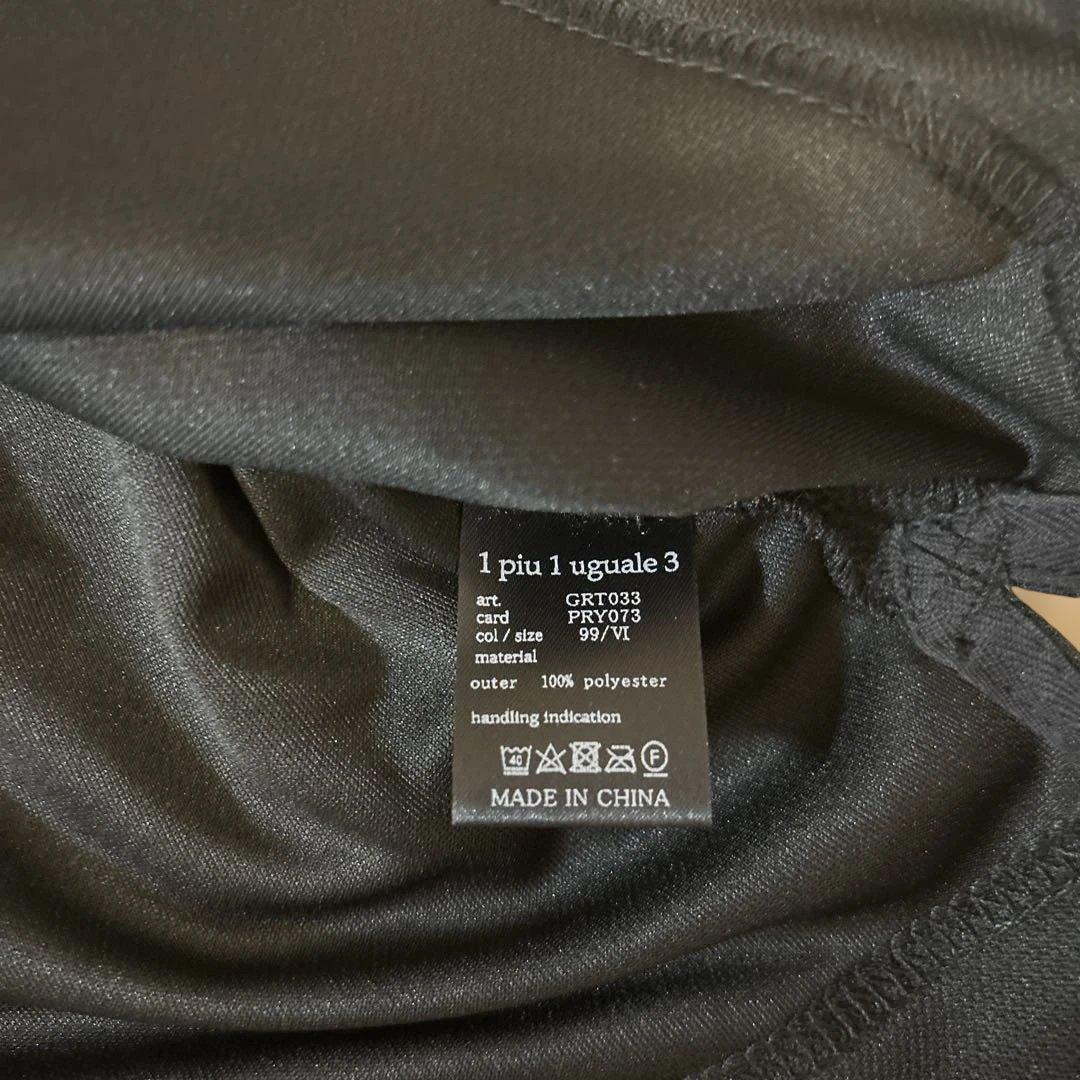 1 piu 1 uguale 3
art. GRT033
card PRY073
col / size 99/VI
material
outer 100% polyester
handling indication
40 F
MADE IN CHINA